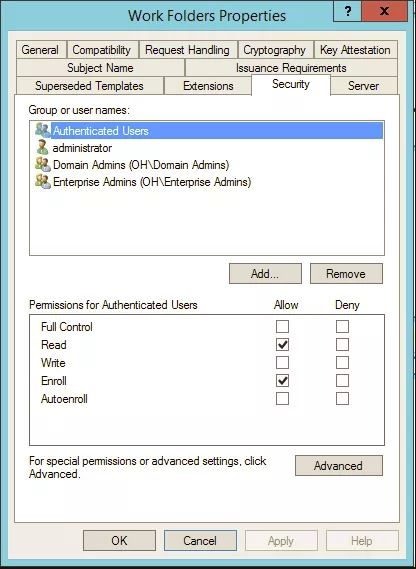 Work Folders Properties
? x
General Compatibility Request Handling Cryptography Key Attestation
Subject Name Issuance Requirements
Superseded Templates Extensions Security Server
Group or user names:
Authenticated Users
administrator
Domain Admins (OH\Domain Admins)
Enterprise Admins (OH\Enterprise Admins)
Add... Remove
Permissions for Authenticated Users Allow Deny
Full Control
Read
Write
Enroll
Autoenroll
For special permissions or advanced settings, click
Advanced.
Advanced
OK Cancel Apply Help